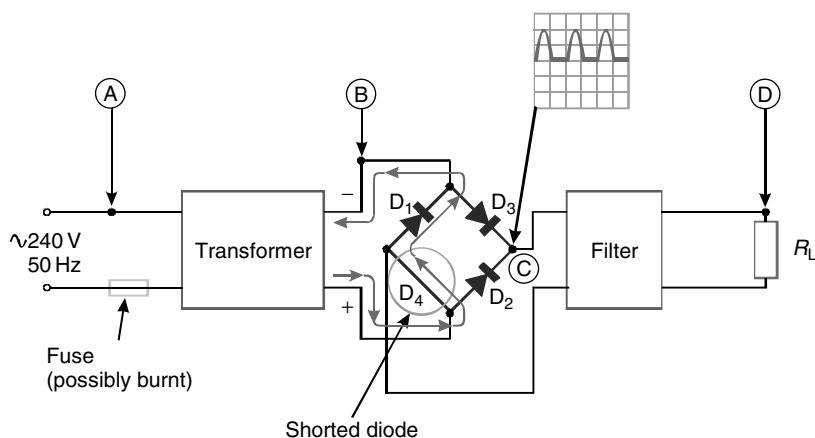 A
B
D
D1
D3
−
∿240 V
50 Hz
Transformer
Filter
RL
C
D4
D2
+
Fuse
(possibly burnt)
Shorted diode